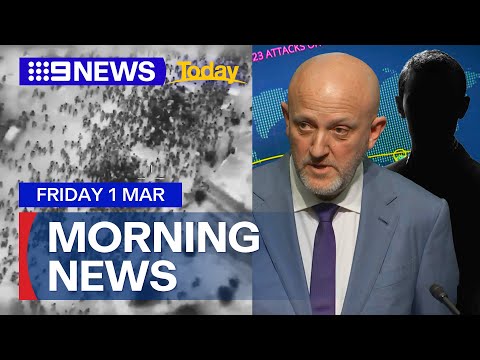 9NEWS
Today
FRIDAY 1 MAR
MORNING
NEWS
23 ATTACKS O